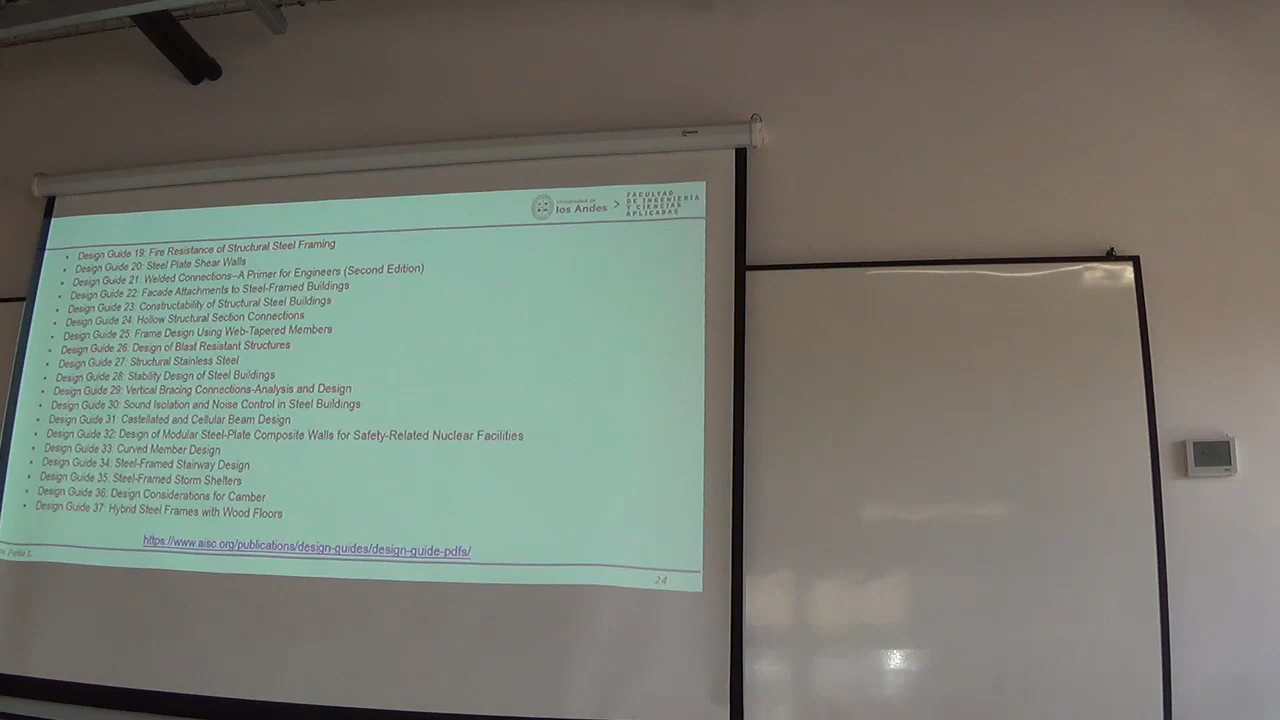 Universidad de
los Andes >
FACULTAD
DE INGENIERÍA
Y CIENCIAS
APLICADAS
• Design Guide 19: Fire Resistance of Structural Steel Framing
• Design Guide 20: Steel Plate Shear Walls
• Design Guide 21: Welded Connections--A Primer for Engineers (Second Edition)
• Design Guide 22: Facade Attachments to Steel-Framed Buildings
• Design Guide 23: Constructability of Structural Steel Buildings
• Design Guide 24: Hollow Structural Section Connections
• Design Guide 25: Frame Design Using Web-Tapered Members
• Design Guide 26: Design of Blast Resistant Structures
• Design Guide 27: Structural Stainless Steel
• Design Guide 28: Stability Design of Steel Buildings
• Design Guide 29: Vertical Bracing Connections-Analysis and Design
• Design Guide 30: Sound Isolation and Noise Control in Steel Buildings
• Design Guide 31: Castellated and Cellular Beam Design
• Design Guide 32: Design of Modular Steel-Plate Composite Walls for Safety-Related Nuclear Facilities
• Design Guide 33: Curved Member Design
• Design Guide 34: Steel-Framed Stairway Design
• Design Guide 35: Steel-Framed Storm Shelters
• Design Guide 36: Design Considerations for Camber
• Design Guide 37: Hybrid Steel Frames with Wood Floors
https://www.aisc.org/publications/design-guides/design-guide-pdfs/
24